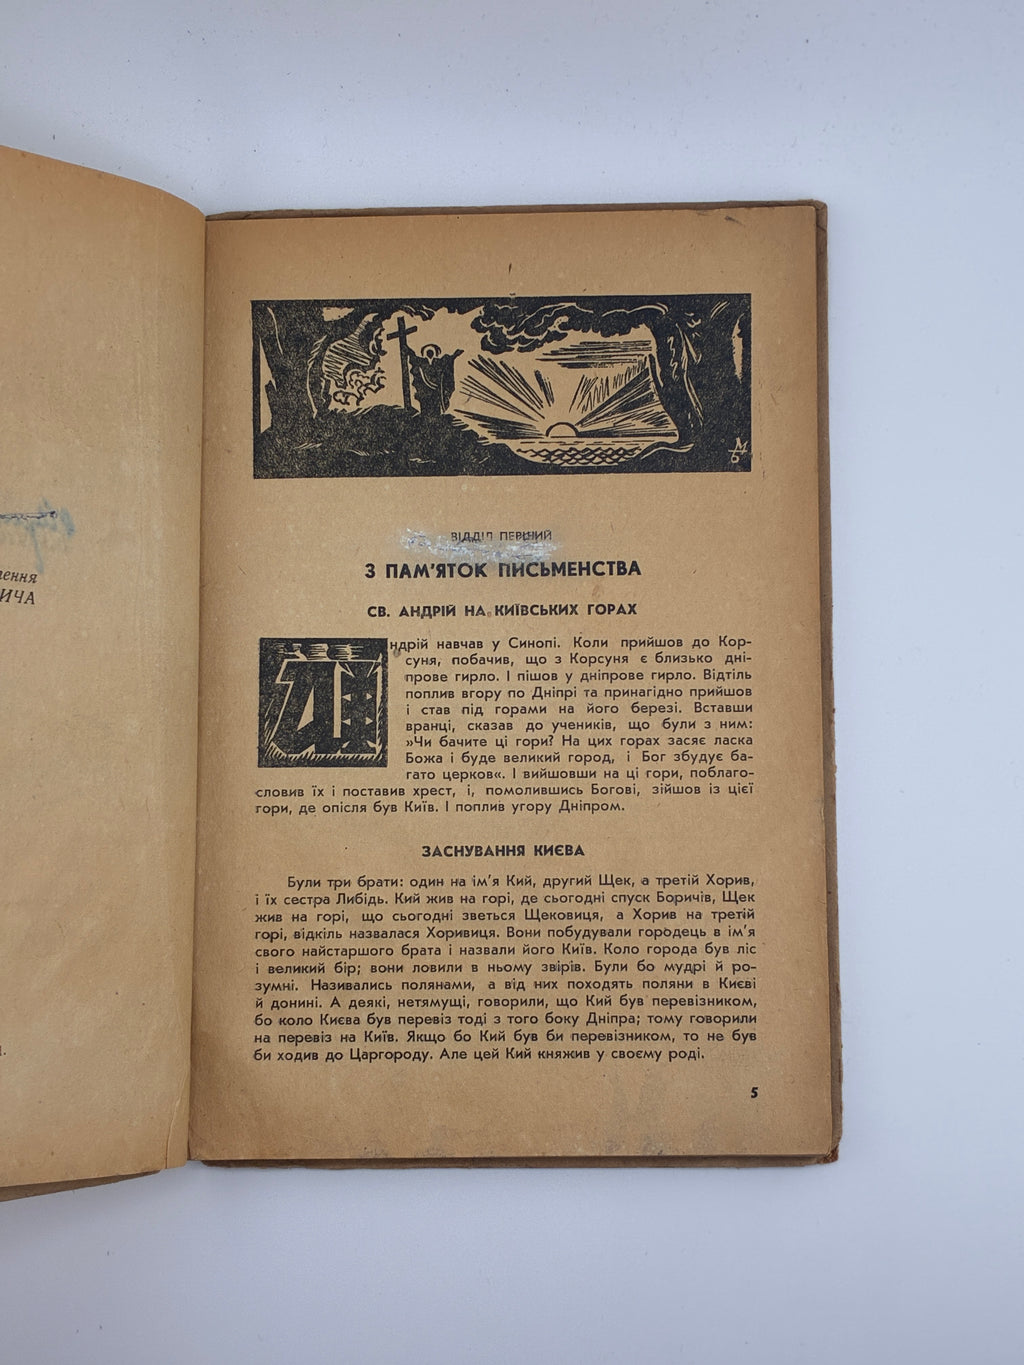 лення
ИЧА
М
Б
ВІДДІЛ ПЕРШИЙ
З ПАМ'ЯТОК ПИСЬМЕНСТВА
СВ. АНДРІЙ НА КИЇВСЬКИХ ГОРАХ
Андрій навчав у Синопі. Коли прийшов до Кор-
суня, побачив, що з Корсуня є близько дні-
прове гирло. І пішов у дніпрове гирло. Відтіль
поплив вгору по Дніпрі та принагідно прийшов
і став під горами на його березі. Вставши
вранці, сказав до учеників, що були з ним:
»Чи бачите ці гори? На цих горах засяє ласка
Божа і буде великий город, і Бог збудує ба-
гато церков«. І вийшовши на ці гори, поблаго-
словив їх і поставив хрест, і, помолившись Богові, зійшов із цієї
гори, де опісля був Київ. І поплив угору Дніпром.
ЗАСНУВАННЯ КИЄВА
Були три брати: один на ім'я Кий, другий Щек, а третій Хорив,
і їх сестра Либідь. Кий жив на горі, де сьогодні спуск Боричів, Щек
жив на горі, що сьогодні зветься Щековиця, а Хорив на третій
горі, відкіль назвалася Хоривиця. Вони побудували городець в ім'я
свого найстаршого брата і назвали його Київ. Коло города був ліс
і великий бір; вони ловили в ньому звірів. Були бо мудрі й ро-
зумні. Називались полянами, а від них походять поляни в Києві
й донині. А деякі, нетямущі, говорили, що Кий був перевізником,
бо коло Києва був перевіз тоді з того боку Дніпра; тому говорили
на перевіз на Київ. Якщо бо Кий був би перевізником, то не був
би ходив до Царгороду. Але цей Кий княжив у своєму роді.
5